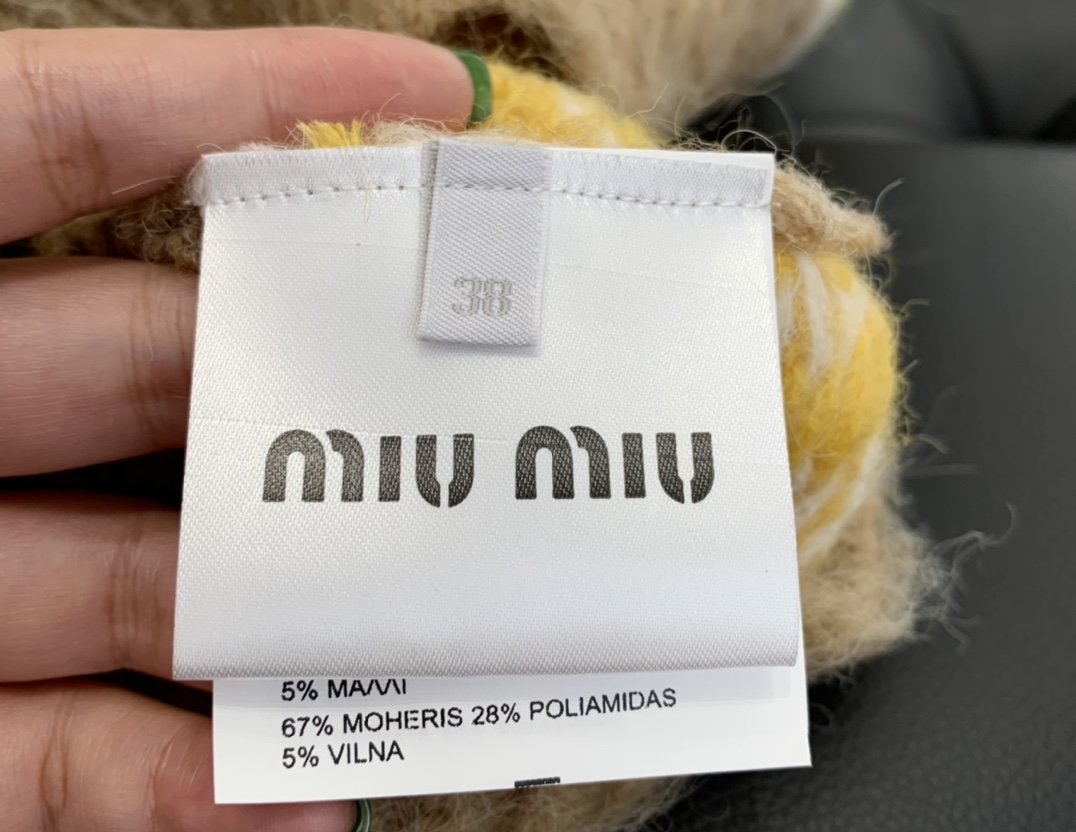 38
MIU MIU
67% MOHERIS 28% POLIAMIDAS
5% VILNA